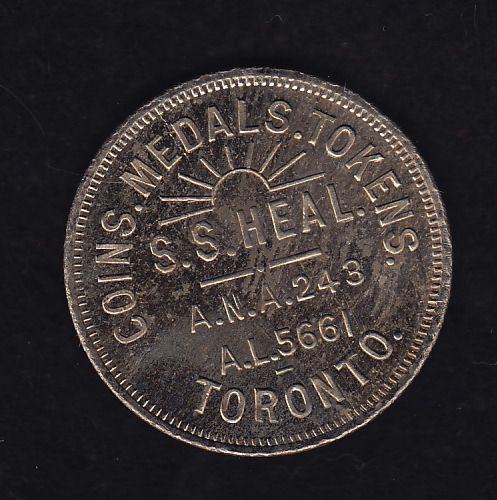 COINS. MEDALS. TOKENS.
S.S.HEAL.
A.N.A.243
A.L.5661
TORONTO.